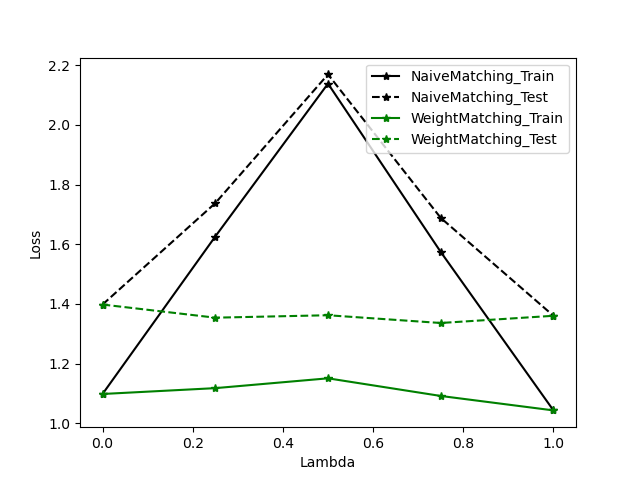 2.2
2.0
1.8
1.6
1.4
1.2
1.0
Loss
NaiveMatching_Train
NaiveMatching_Test
WeightMatching_Train
WeightMatching_Test
0.0 0.2 0.4 0.6 0.8 1.0
Lambda